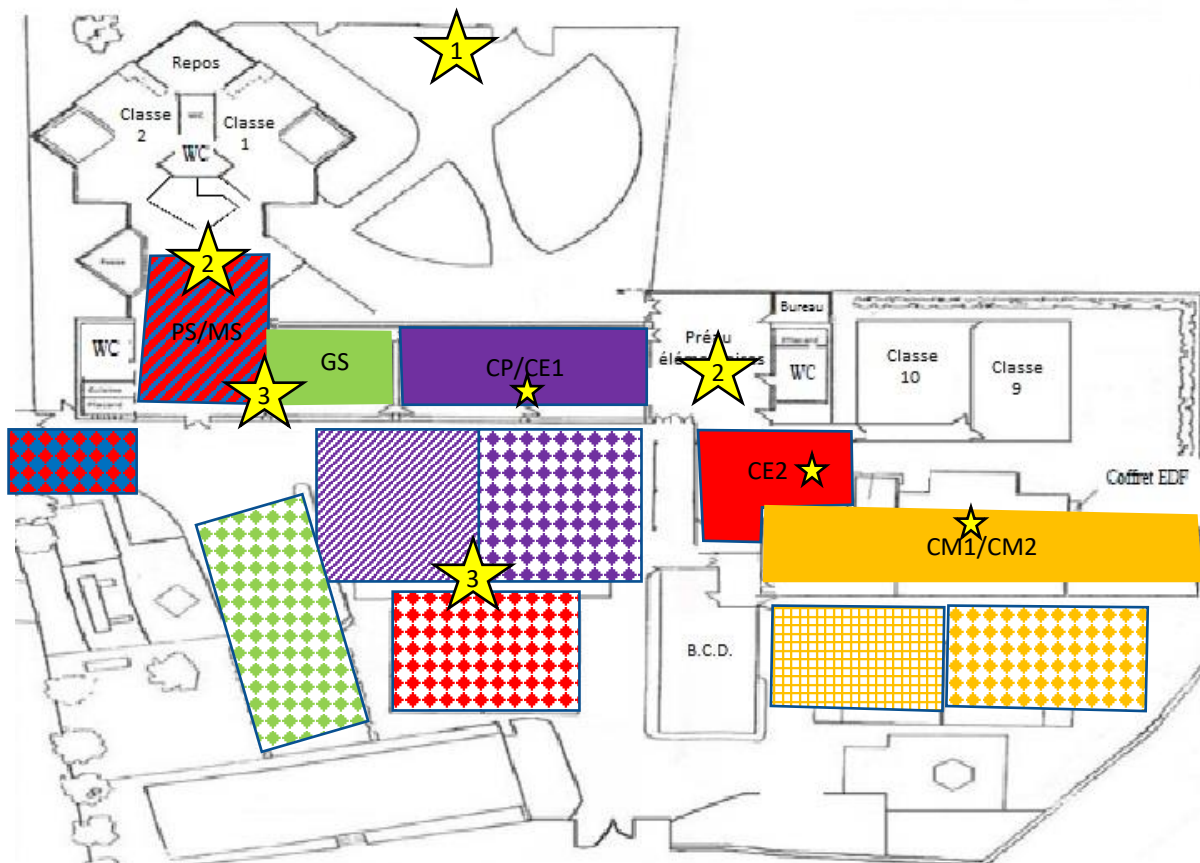 1
Repos
Classe
2
Classe
1
WC
2
PS/MS
WC
GS
3
CP/CE1
Préau
élémentaires
2
Bureau
Placard
WC
Classe
10
Classe
9
CE2
Coffret EDF
CM1/CM2
3
B.C.D.